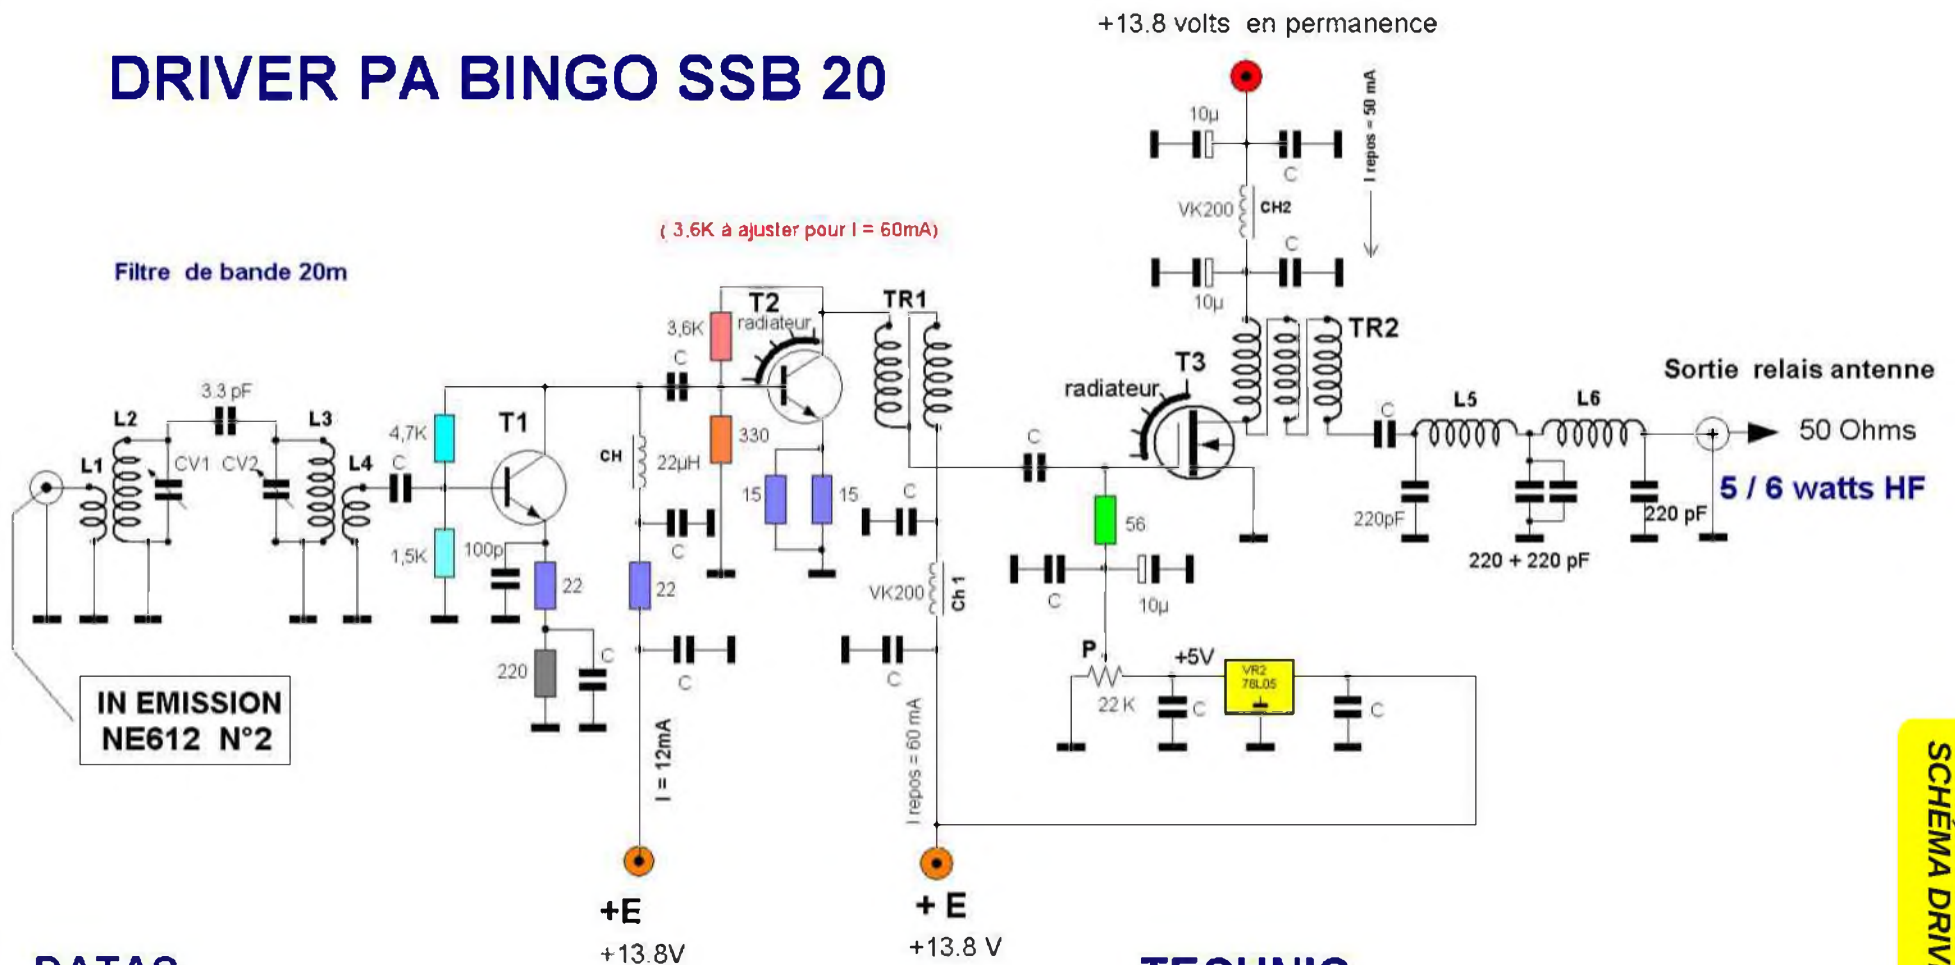 +13.8 volts en permanence
DRIVER PA BINGO SSB 20
10µ
C
I repos = 50 mA
VK200
CH2
C
10µ
( 3,6K à ajuster pour I = 60mA)
Filtre de bande 20m
T2
radiateur
3,6K
C
TR1
TR2
T3
radiateur
Sortie relais antenne
50 Ohms
5 / 6 watts HF
3.3 pF
L1
L2
CV1
CV2
L3
L4
4,7K
C
T1
CH
22µH
330
15
15
C
C
C
L5
L6
220pF
220 + 220 pF
220 pF
1,5K
100p
22
22
C
VK200
Ch 1
56
C
10µ
220
C
C
C
P
22 K
+5V
C
VR2
78L05
C
IN EMISSION
NE612 N°2
I = 12mA
I repos = 60 mA
+E
+13.8V
+ E
+13.8 V
SCHÉMA DRIV
DATAS
TECHNIC